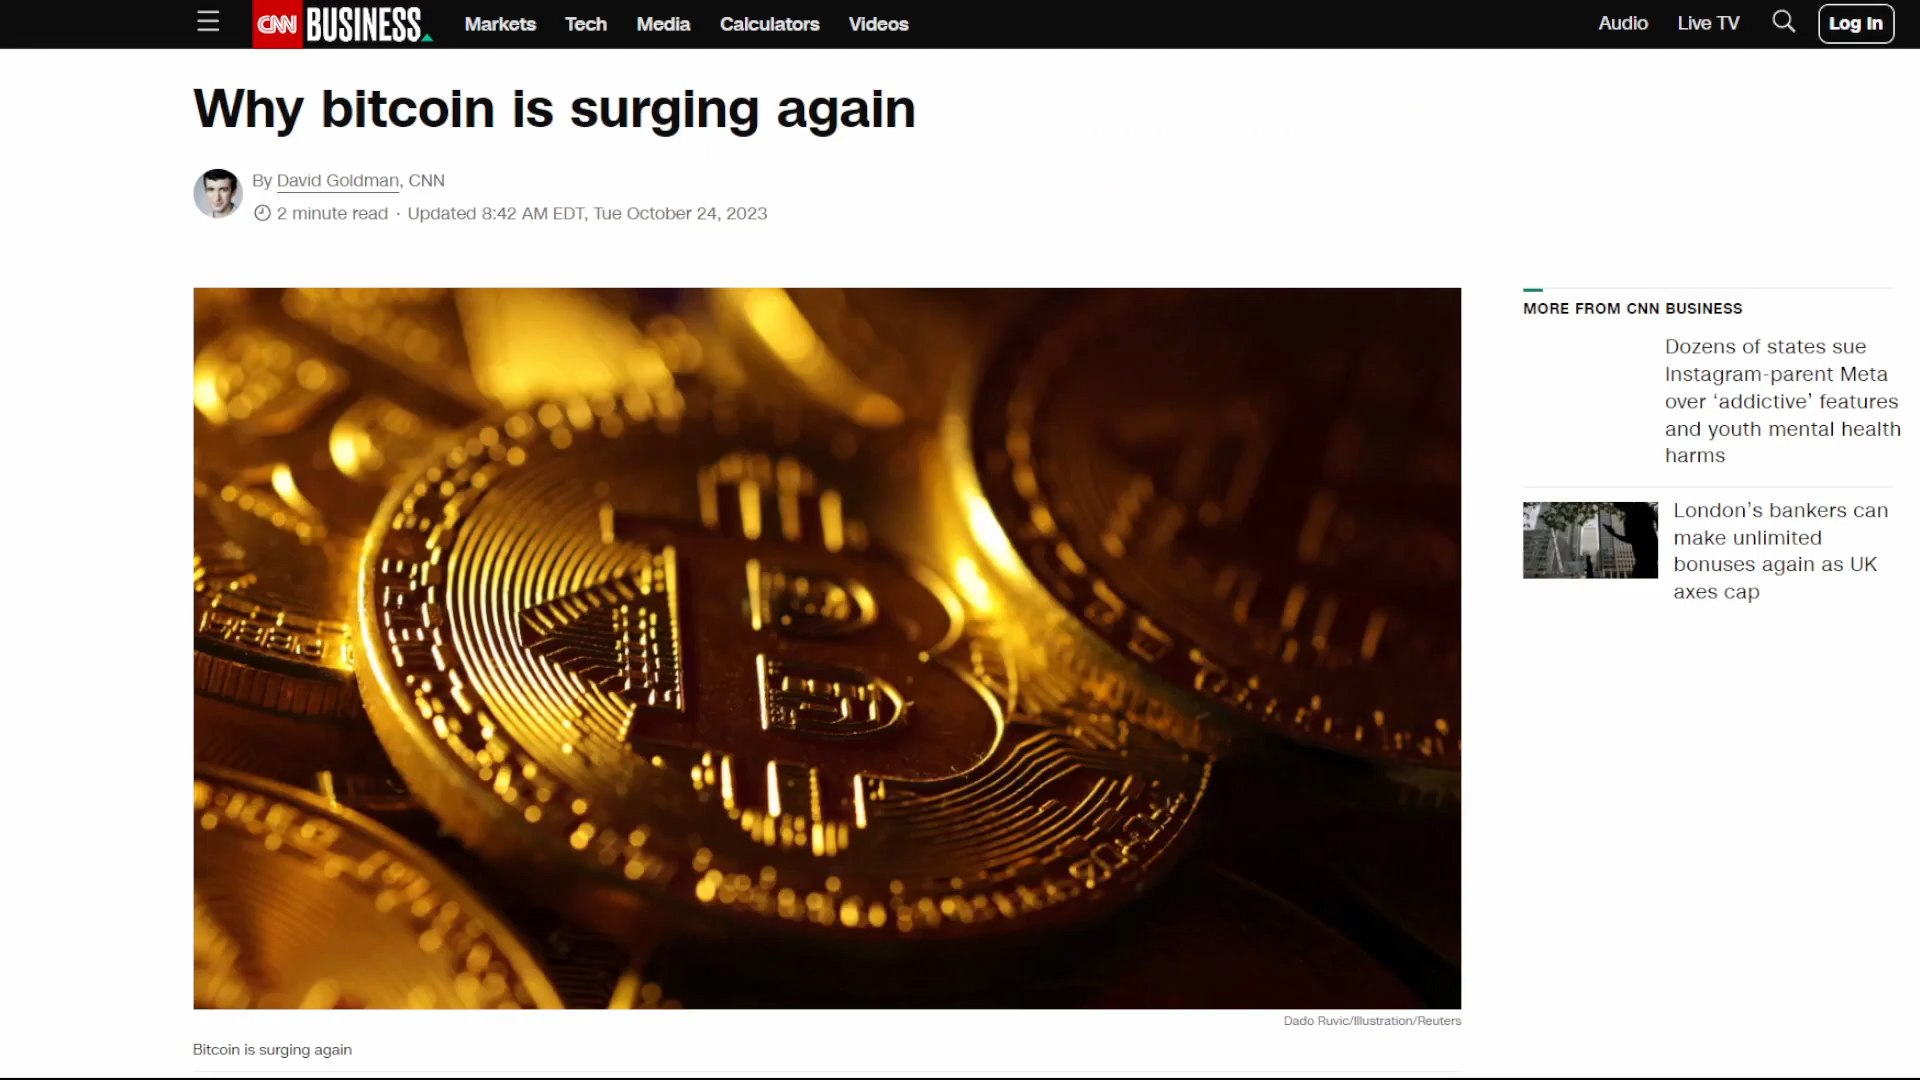 CNN BUSINESS Markets Tech Media Calculators Videos Audio Live TV Log In
Why bitcoin is surging again
By David Goldman, CNN
2 minute read · Updated 8:42 AM EDT, Tue October 24, 2023
MORE FROM CNN BUSINESS
Dozens of states sue
Instagram-parent Meta
over ‘addictive’ features
and youth mental health
harms
London’s bankers can
make unlimited
bonuses again as UK
axes cap
Dado Ruvic/Illustration/Reuters
Bitcoin is surging again